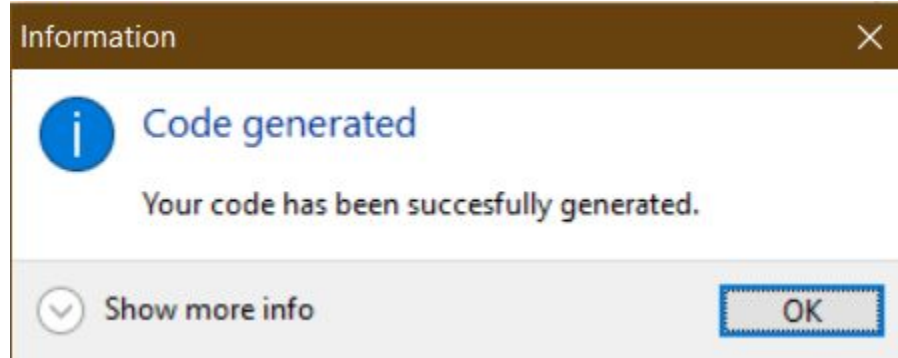 Information
Code generated
Your code has been succesfully generated.
Show more info
OK